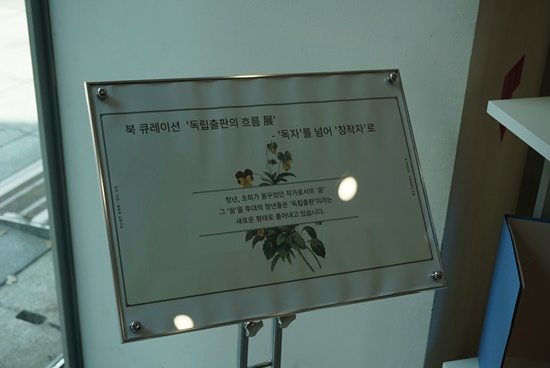 북 큐레이션 '독립출판의 흐름 展'
- '독자'를 넘어 '창작자'로
청년, 초희가 꿈꾸었던 작가로서의 '꿈'
그 '꿈'을 후대의 청년들은 '독립출판'이라는
새로운 형태로 풀어내고 있습니다.